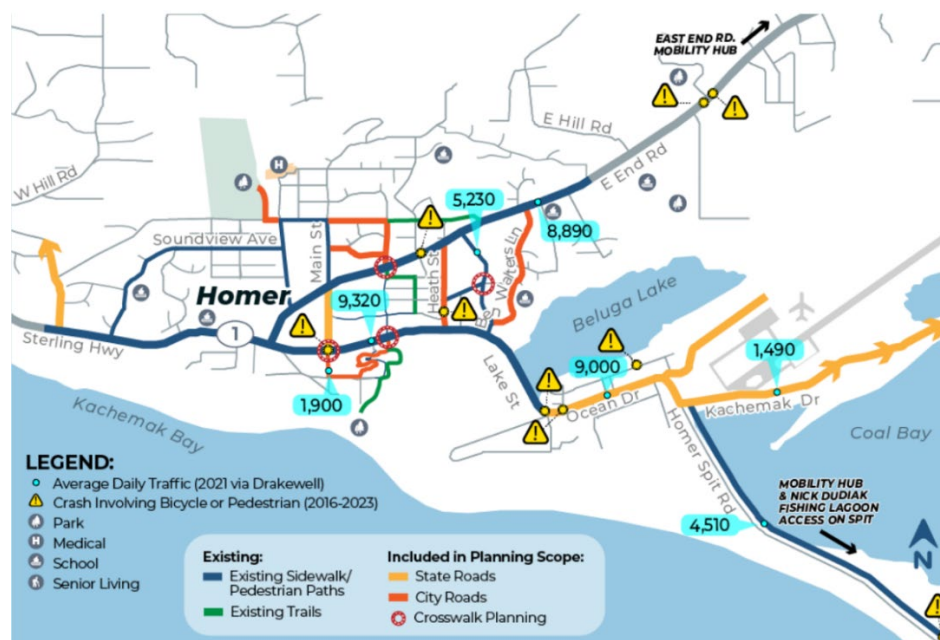 EAST END RD.
MOBILITY HUB
E Hill Rd
E End Rd
W Hill Rd
H
5,230
8,890
Soundview Ave
Main St
Heath St
Ben Walters Ln
Homer
9,320
1
Sterling Hwy
Beluga Lake
Lake St
9,000
1,490
1,900
Ocean Dr
Kachemak Dr
Kachemak Bay
Homer Spit Rd
Coal Bay
LEGEND:
Average Daily Traffic (2021 via Drakewell)
Crash Involving Bicycle or Pedestrian (2016-2023)
Park
H Medical
School
Senior Living
MOBILITY HUB
& NICK DUDIAK
FISHING LAGOON
ACCESS ON SPIT
4,510
N
Existing:
Existing Sidewalk/
Pedestrian Paths
Existing Trails
Included in Planning Scope:
State Roads
City Roads
Crosswalk Planning